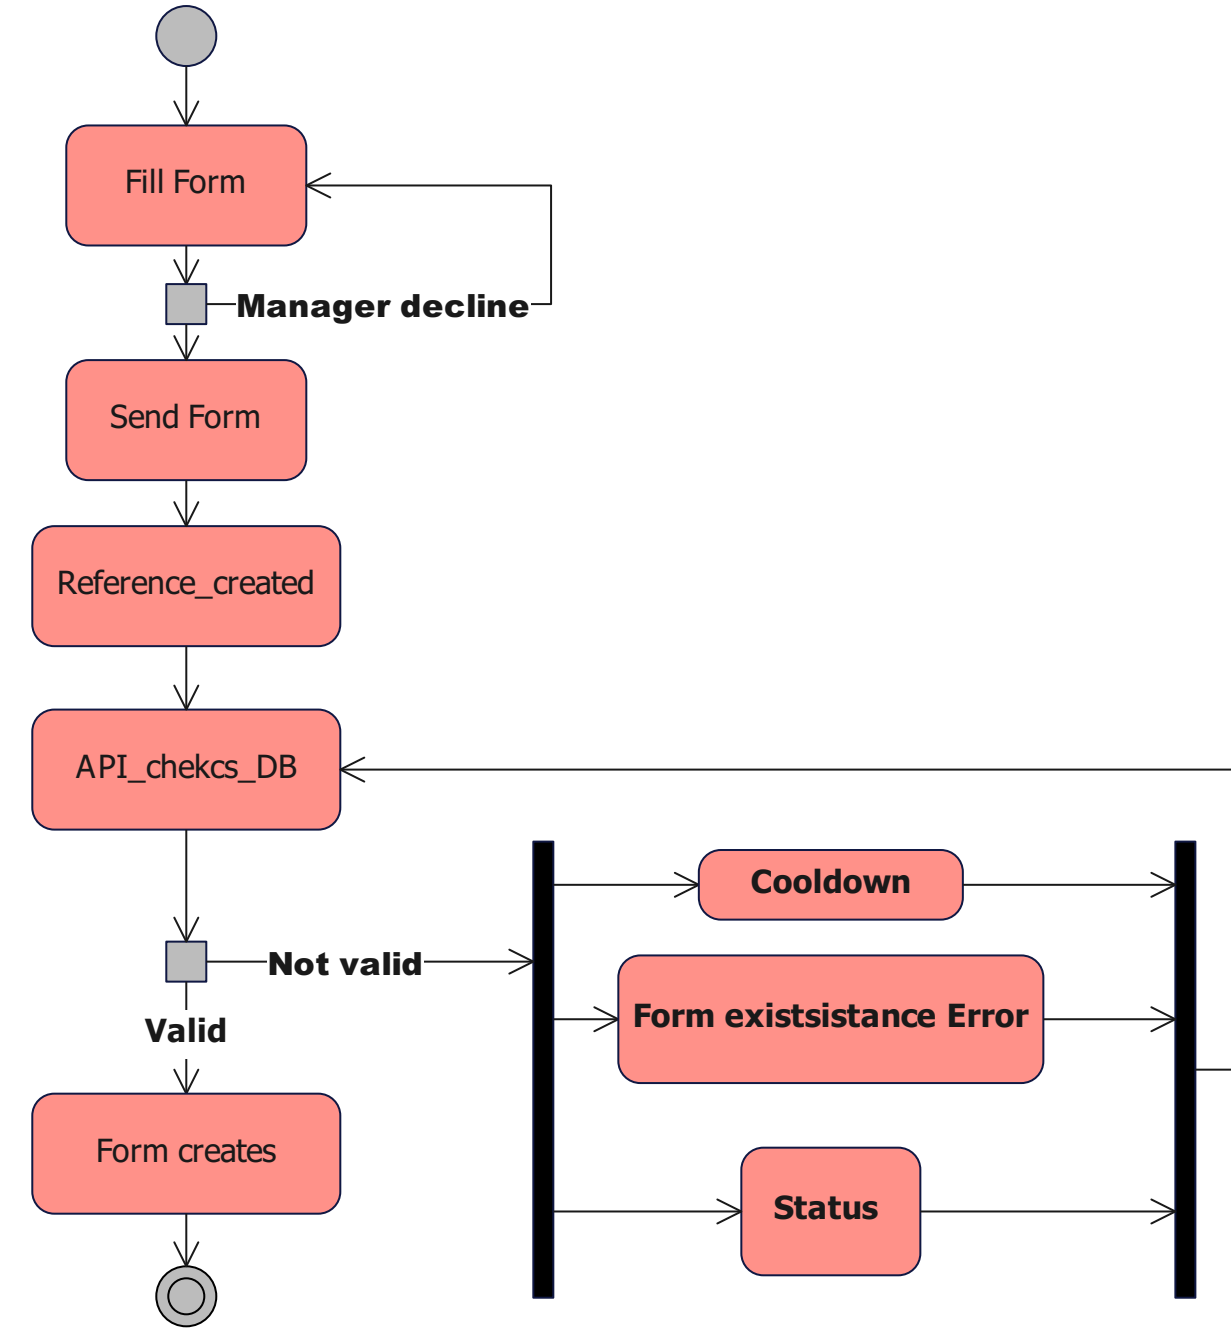 Fill Form
Manager decline
Send Form
Reference_created
API_chekcs_DB
Cooldown
Not valid
Form existsistance Error
Valid
Form creates
Status